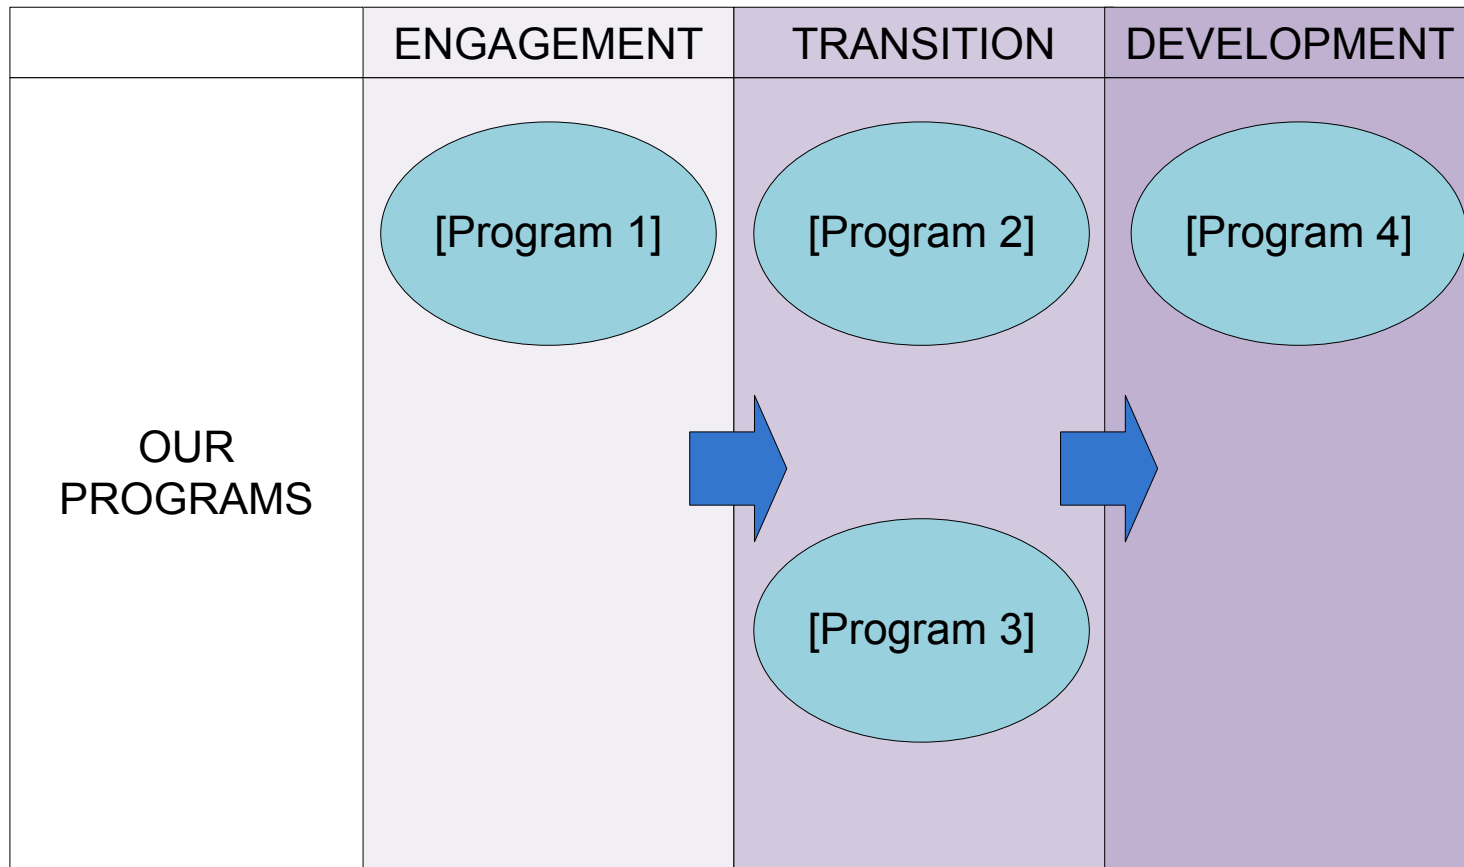 ENGAGEMENT
TRANSITION
DEVELOPMENT
[Program 1]
[Program 2]
[Program 4]
OUR
PROGRAMS
[Program 3]